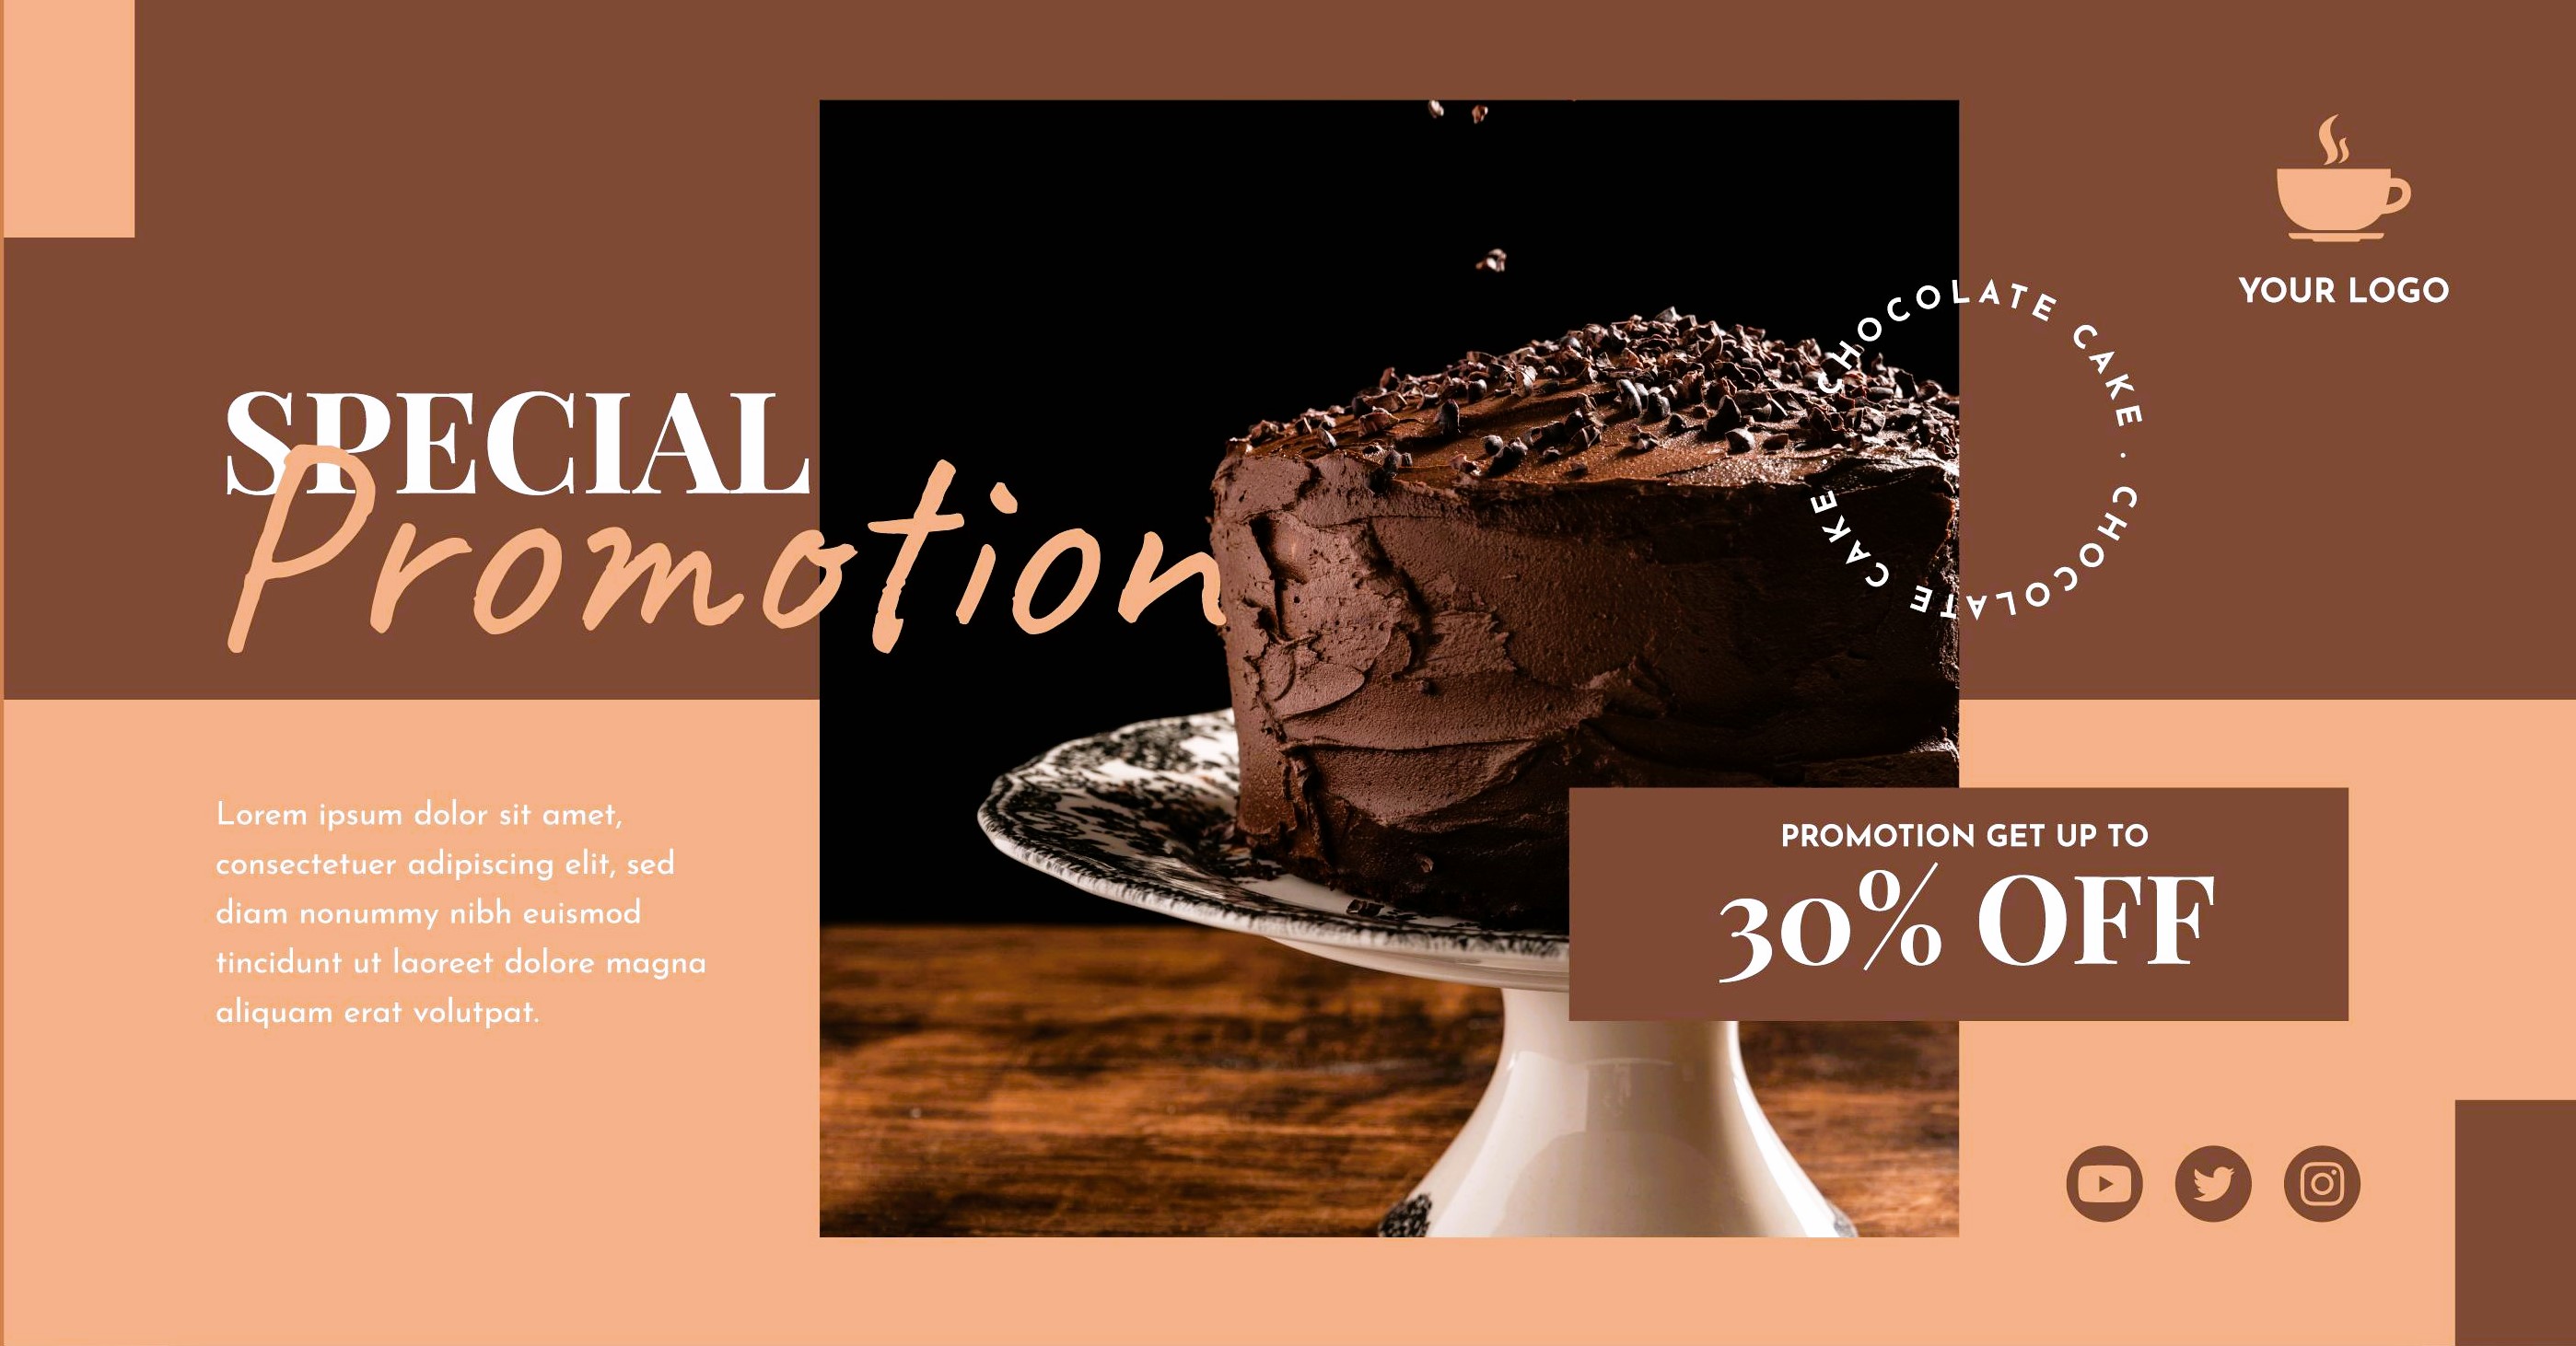 YOUR LOGO
CHOCOLATE CAKE · CHOCOLATE CAKE
SPECIAL
Promotion
Lorem ipsum dolor sit amet,
consectetuer adipiscing elit, sed
diam nonummy nibh euismod
tincidunt ut laoreet dolore magna
aliquam erat volutpat.
PROMOTION GET UP TO
30% OFF